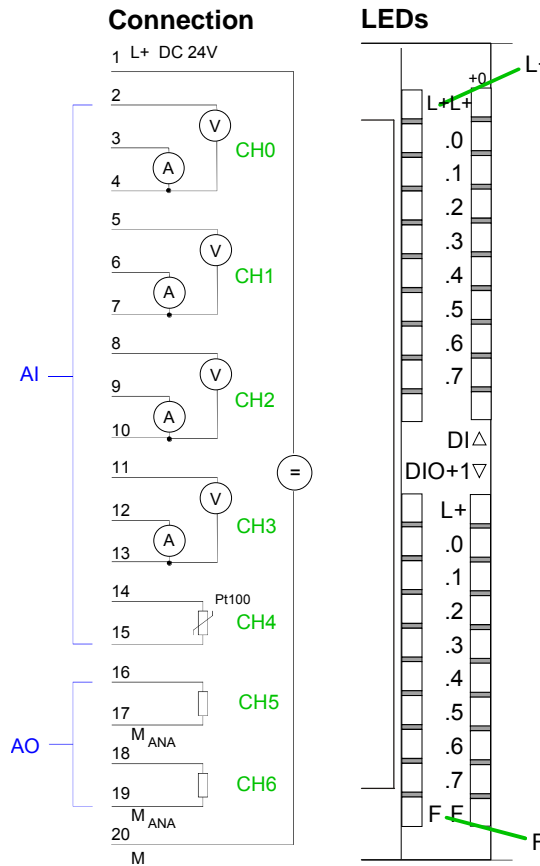 Connection
1 L+ DC 24V
2
V
3
CH0
A
4
5
V
6
CH1
A
7
8
V
AI
9
CH2
A
10
11
=
V
12
CH3
A
13
14
Pt100
CH4
15
16
CH5
17
M ANA
AO
18
CH6
19
M ANA
20
M
LEDs
L+
+0
L+L+
.0
.1
.2
.3
.4
.5
.6
.7
DI△
DIO+1▽
L+
.0
.1
.2
.3
.4
.5
.6
.7
F F
F